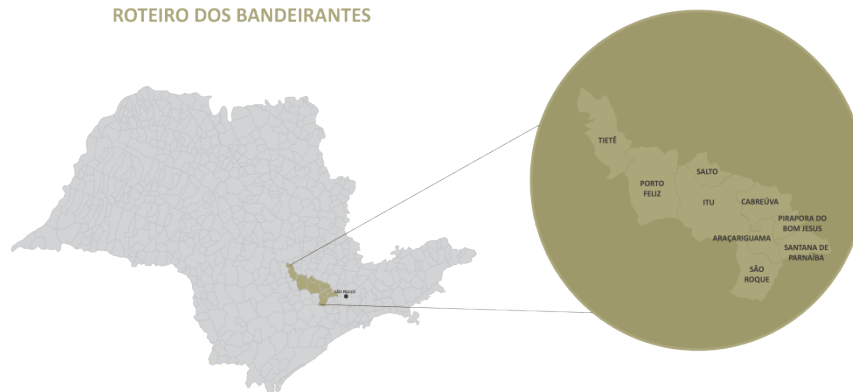 ROTEIRO DOS BANDEIRANTES
TIETÊ
PORTO
FELIZ
SALTO
ITU
CABREÚVA
PIRAPORA DO
BOM JESUS
ARAÇARIGUAMA
SANTANA DE
PARNAÍBA
SÃO
ROQUE
SÃO PAULO